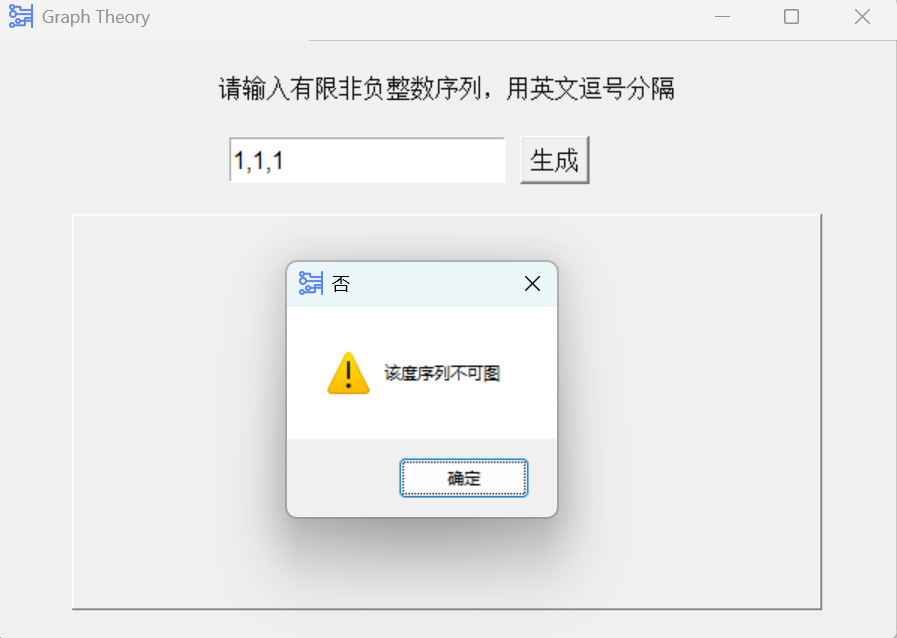 Graph Theory
请输入有限非负整数序列，用英文逗号分隔
1,1,1 生成
否
该度序列不可图
确定